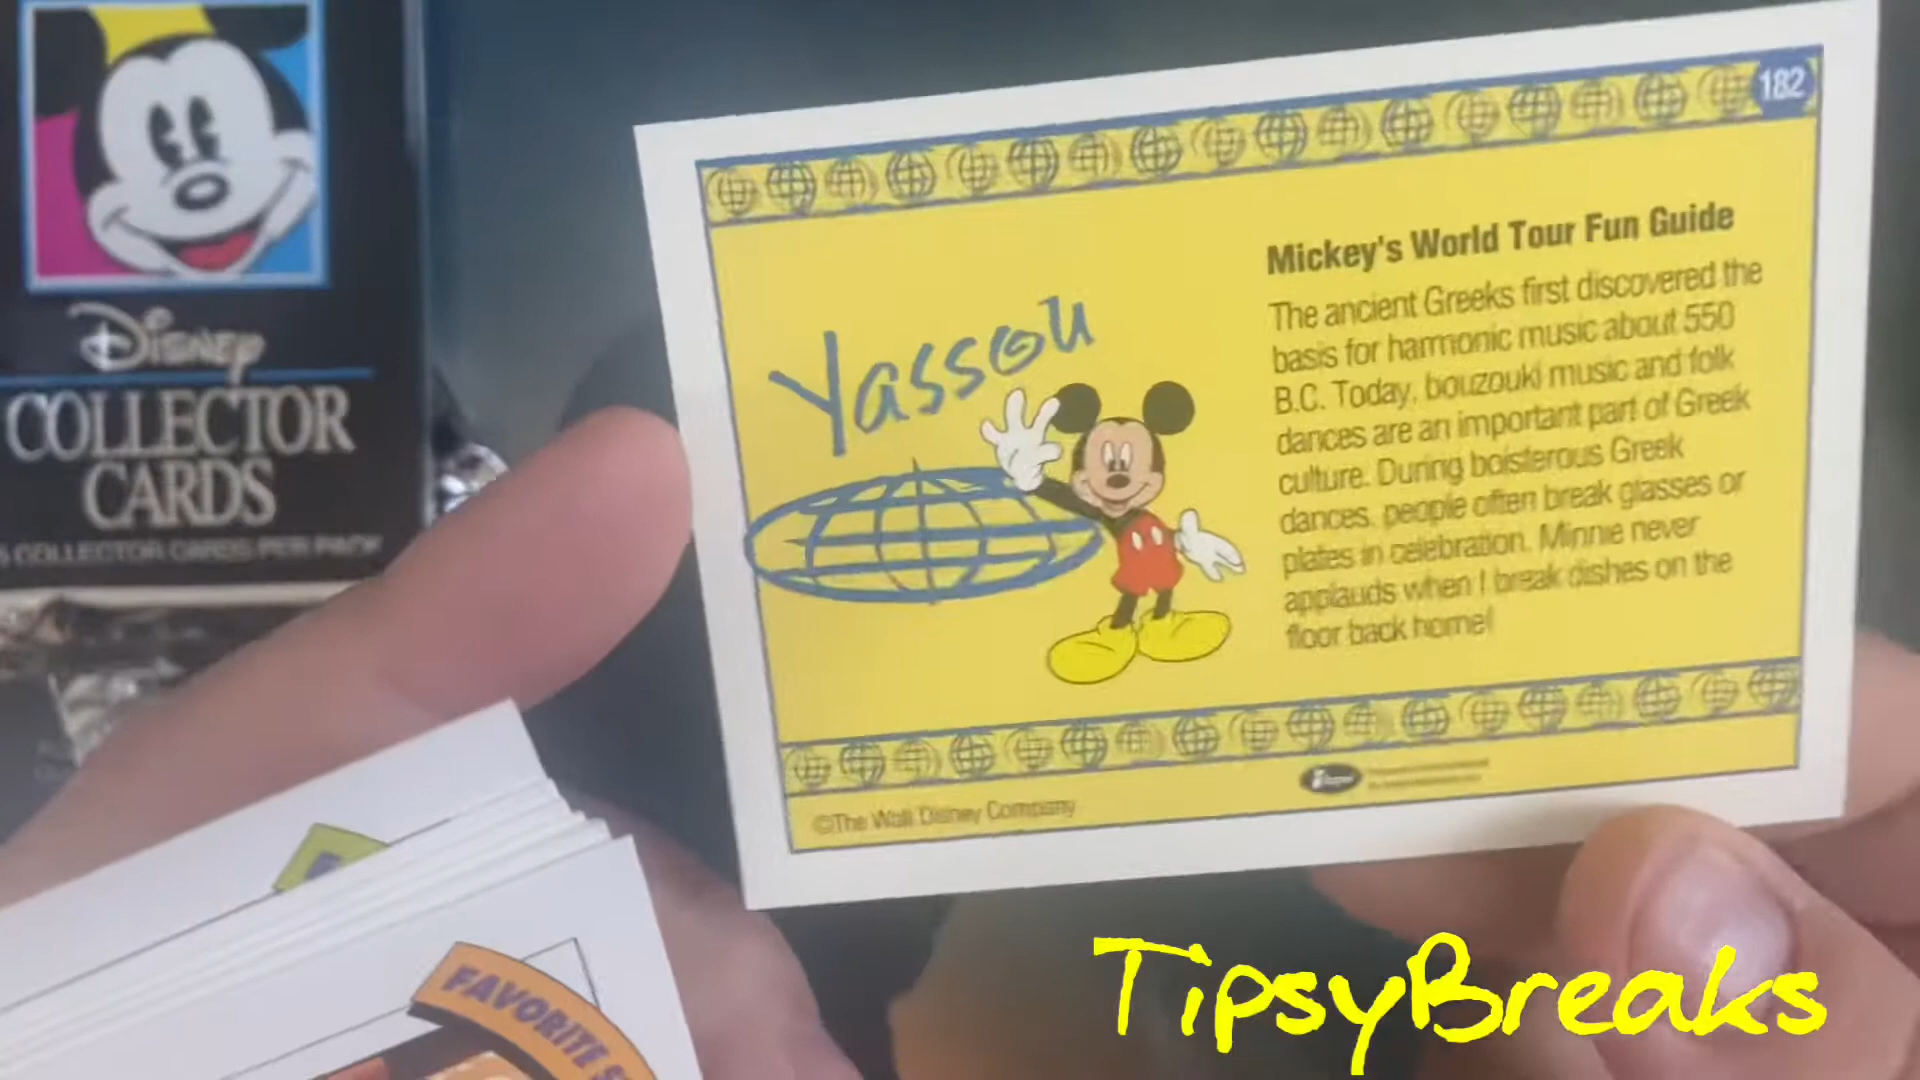 Disney
COLLECTOR
CARDS
COLLECTOR CARDS PER PACK
182
Yassou
Mickey's World Tour Fun Guide
The ancient Greeks first discovered the
basis for harmonic music about 550
B.C. Today, bouzouki music and folk
dances are an important part of Greek
culture. During boisterous Greek
dances, people often break glasses or
plates in celebration. Minnie never
applauds when I break dishes on the
floor back home!
©The Walt Disney Company
FAVORITE
TipsyBreaks